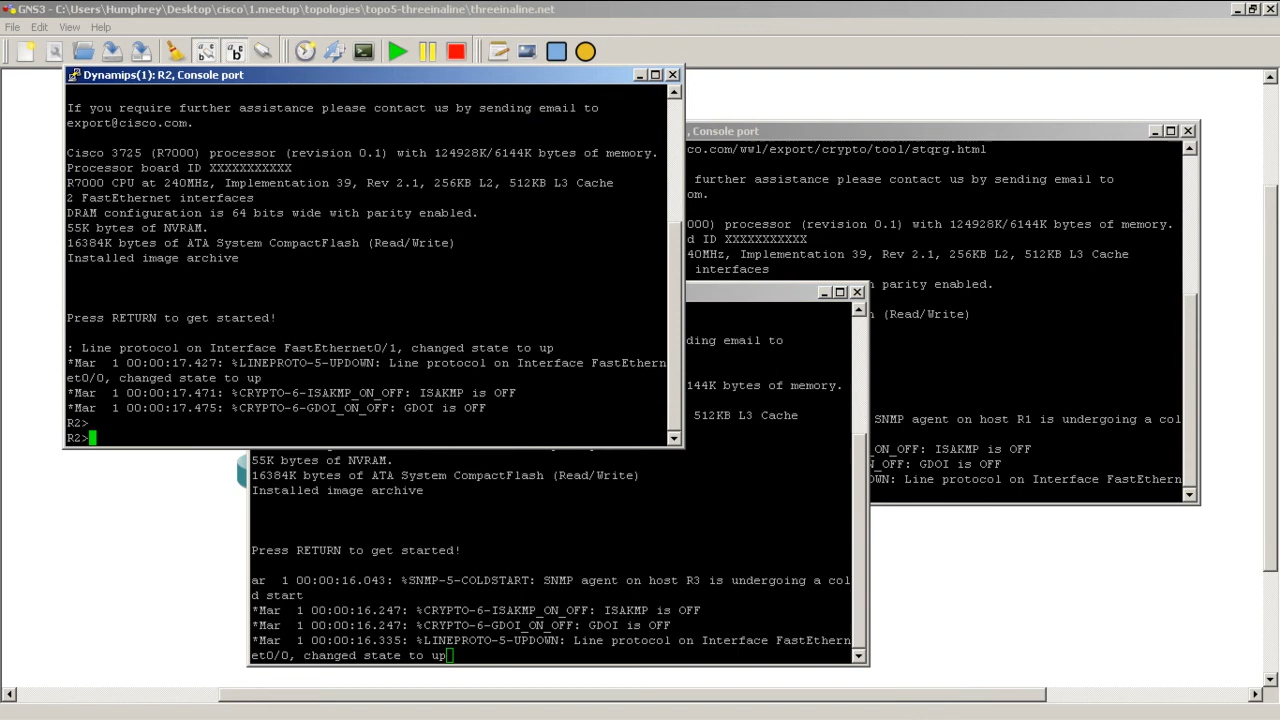 GNS3 - C:\Users\Humphrey\Desktop\cisco\1.meetup\topologies\topo5-threeinaline\threeinaline.net
File Edit View Help
Dynamips(1): R2, Console port
If you require further assistance please contact us by sending email to
export@cisco.com.
Cisco 3725 (R7000) processor (revision 0.1) with 124928K/6144K bytes of memory.
Processor board ID XXXXXXXXXXX
R7000 CPU at 240MHz, Implementation 39, Rev 2.1, 256KB L2, 512KB L3 Cache
2 FastEthernet interfaces
DRAM configuration is 64 bits wide with parity enabled.
55K bytes of NVRAM.
16384K bytes of ATA System CompactFlash (Read/Write)
Installed image archive
Press RETURN to get started!
: Line protocol on Interface FastEthernet0/1, changed state to up
*Mar  1 00:00:17.427: %LINEPROTO-5-UPDOWN: Line protocol on Interface FastEthern
et0/0, changed state to up
*Mar  1 00:00:17.471: %CRYPTO-6-ISAKMP_ON_OFF: ISAKMP is OFF
*Mar  1 00:00:17.475: %CRYPTO-6-GDOI_ON_OFF: GDOI is OFF
R2>
R2>
, Console port
co.com/wwl/export/crypto/tool/stqrg.html
further assistance please contact us by sending email to
om.
00) processor (revision 0.1) with 124928K/6144K bytes of memory.
d ID XXXXXXXXXXX
40MHz, Implementation 39, Rev 2.1, 256KB L2, 512KB L3 Cache
interfaces
h parity enabled.
h (Read/Write)
SNMP agent on host R1 is undergoing a col
_ON_OFF: ISAKMP is OFF
N_OFF: GDOI is OFF
OWN: Line protocol on Interface FastEthern
ding email to
144K bytes of memory.
512KB L3 Cache
55K bytes of NVRAM.
16384K bytes of ATA System CompactFlash (Read/Write)
Installed image archive
Press RETURN to get started!
ar  1 00:00:16.043: %SNMP-5-COLDSTART: SNMP agent on host R3 is undergoing a col
d start
*Mar  1 00:00:16.247: %CRYPTO-6-ISAKMP_ON_OFF: ISAKMP is OFF
*Mar  1 00:00:16.247: %CRYPTO-6-GDOI_ON_OFF: GDOI is OFF
*Mar  1 00:00:16.335: %LINEPROTO-5-UPDOWN: Line protocol on Interface FastEthern
et0/0, changed state to up